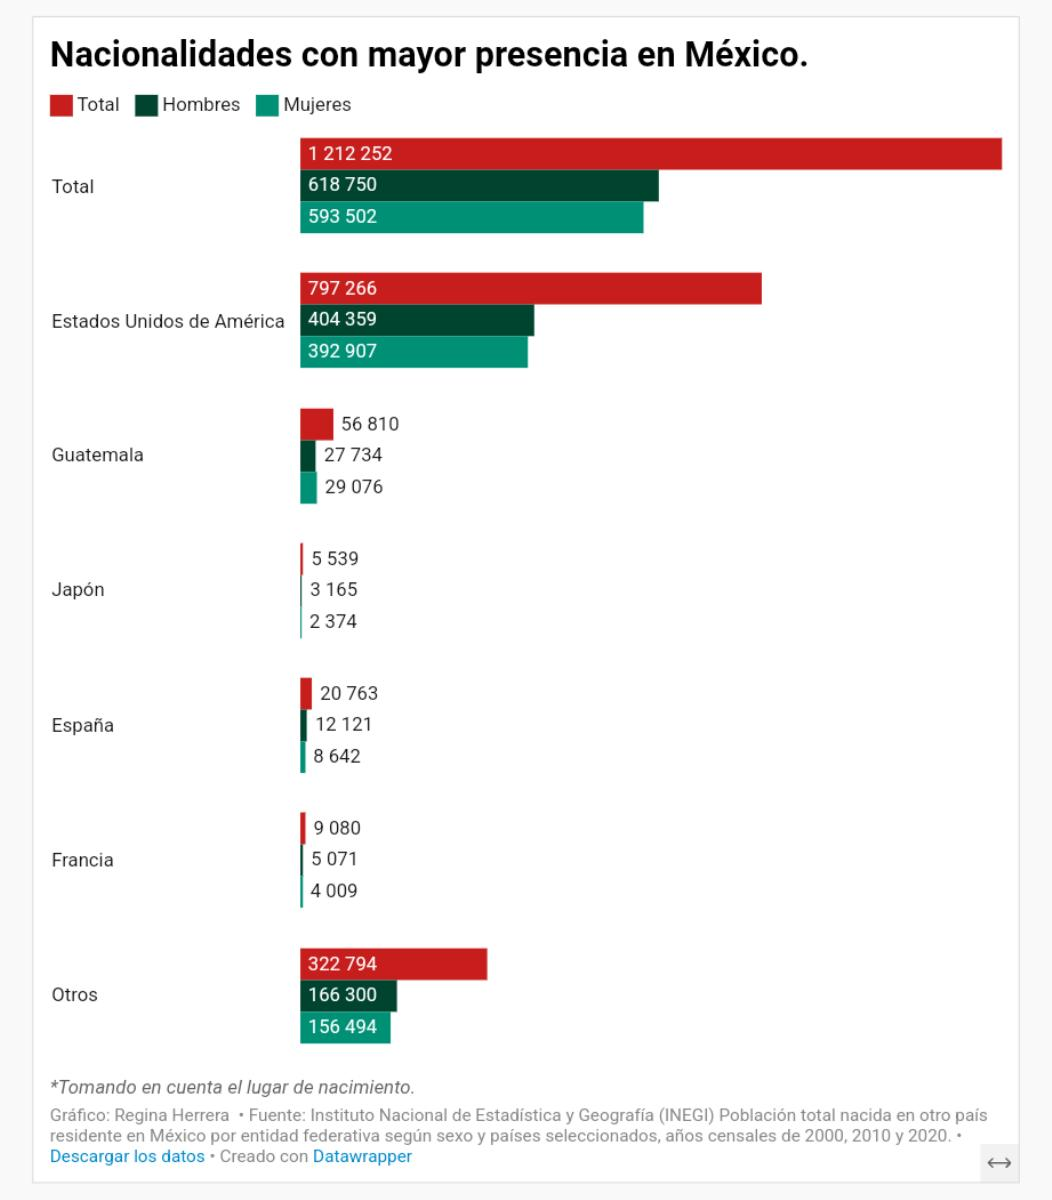 Nacionalidades con mayor presencia en México.
Total Hombres Mujeres
Total
1 212 252
618 750
593 502
Estados Unidos de América
797 266
404 359
392 907
Guatemala
56 810
27 734
29 076
Japón
5 539
3 165
2 374
España
20 763
12 121
8 642
Francia
9 080
5 071
4 009
Otros
322 794
166 300
156 494
*Tomando en cuenta el lugar de nacimiento.
Gráfico: Regina Herrera • Fuente: Instituto Nacional de Estadística y Geografía (INEGI) Población total nacida en otro país
residente en México por entidad federativa según sexo y países seleccionados, años censales de 2000, 2010 y 2020. •
Descargar los datos • Creado con Datawrapper